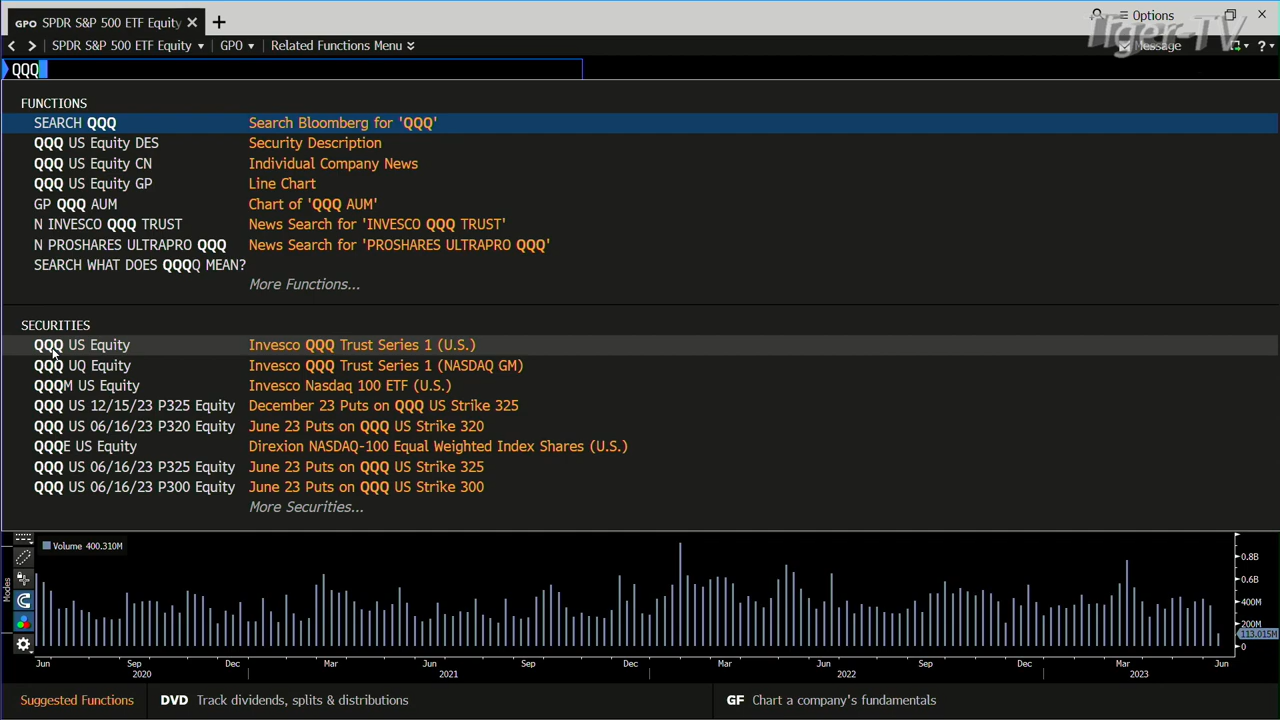 GPO SPDR S&P 500 ETF Equity
Options
SPDR S&P 500 ETF Equity GPO Related Functions Menu
Message
Tiger-TV
QQQ
FUNCTIONS
SEARCH QQQ Search Bloomberg for 'QQQ'
QQQ US Equity DES Security Description
QQQ US Equity CN Individual Company News
QQQ US Equity GP Line Chart
GP QQQ AUM Chart of 'QQQ AUM'
N INVESCO QQQ TRUST News Search for 'INVESCO QQQ TRUST'
N PROSHARES ULTRAPRO QQQ News Search for 'PROSHARES ULTRAPRO QQQ'
SEARCH WHAT DOES QQQQ MEAN?
More Functions...
SECURITIES
QQQ US Equity Invesco QQQ Trust Series 1 (U.S.)
QQQ UQ Equity Invesco QQQ Trust Series 1 (NASDAQ GM)
QQQM US Equity Invesco Nasdaq 100 ETF (U.S.)
QQQ US 12/15/23 P325 Equity December 23 Puts on QQQ US Strike 325
QQQ US 06/16/23 P320 Equity June 23 Puts on QQQ US Strike 320
QQQE US Equity Direxion NASDAQ-100 Equal Weighted Index Shares (U.S.)
QQQ US 06/16/23 P325 Equity June 23 Puts on QQQ US Strike 325
QQQ US 06/16/23 P300 Equity June 23 Puts on QQQ US Strike 300
More Securities...
Modes
Volume 400.310M
0.8B
0.6B
400M
200M
113.015M
0
Jun Sep Dec Mar Jun Sep Dec Mar Jun Sep Dec Mar Jun
2020 2021 2022 2023
Suggested Functions DVD Track dividends, splits & distributions GF Chart a company's fundamentals